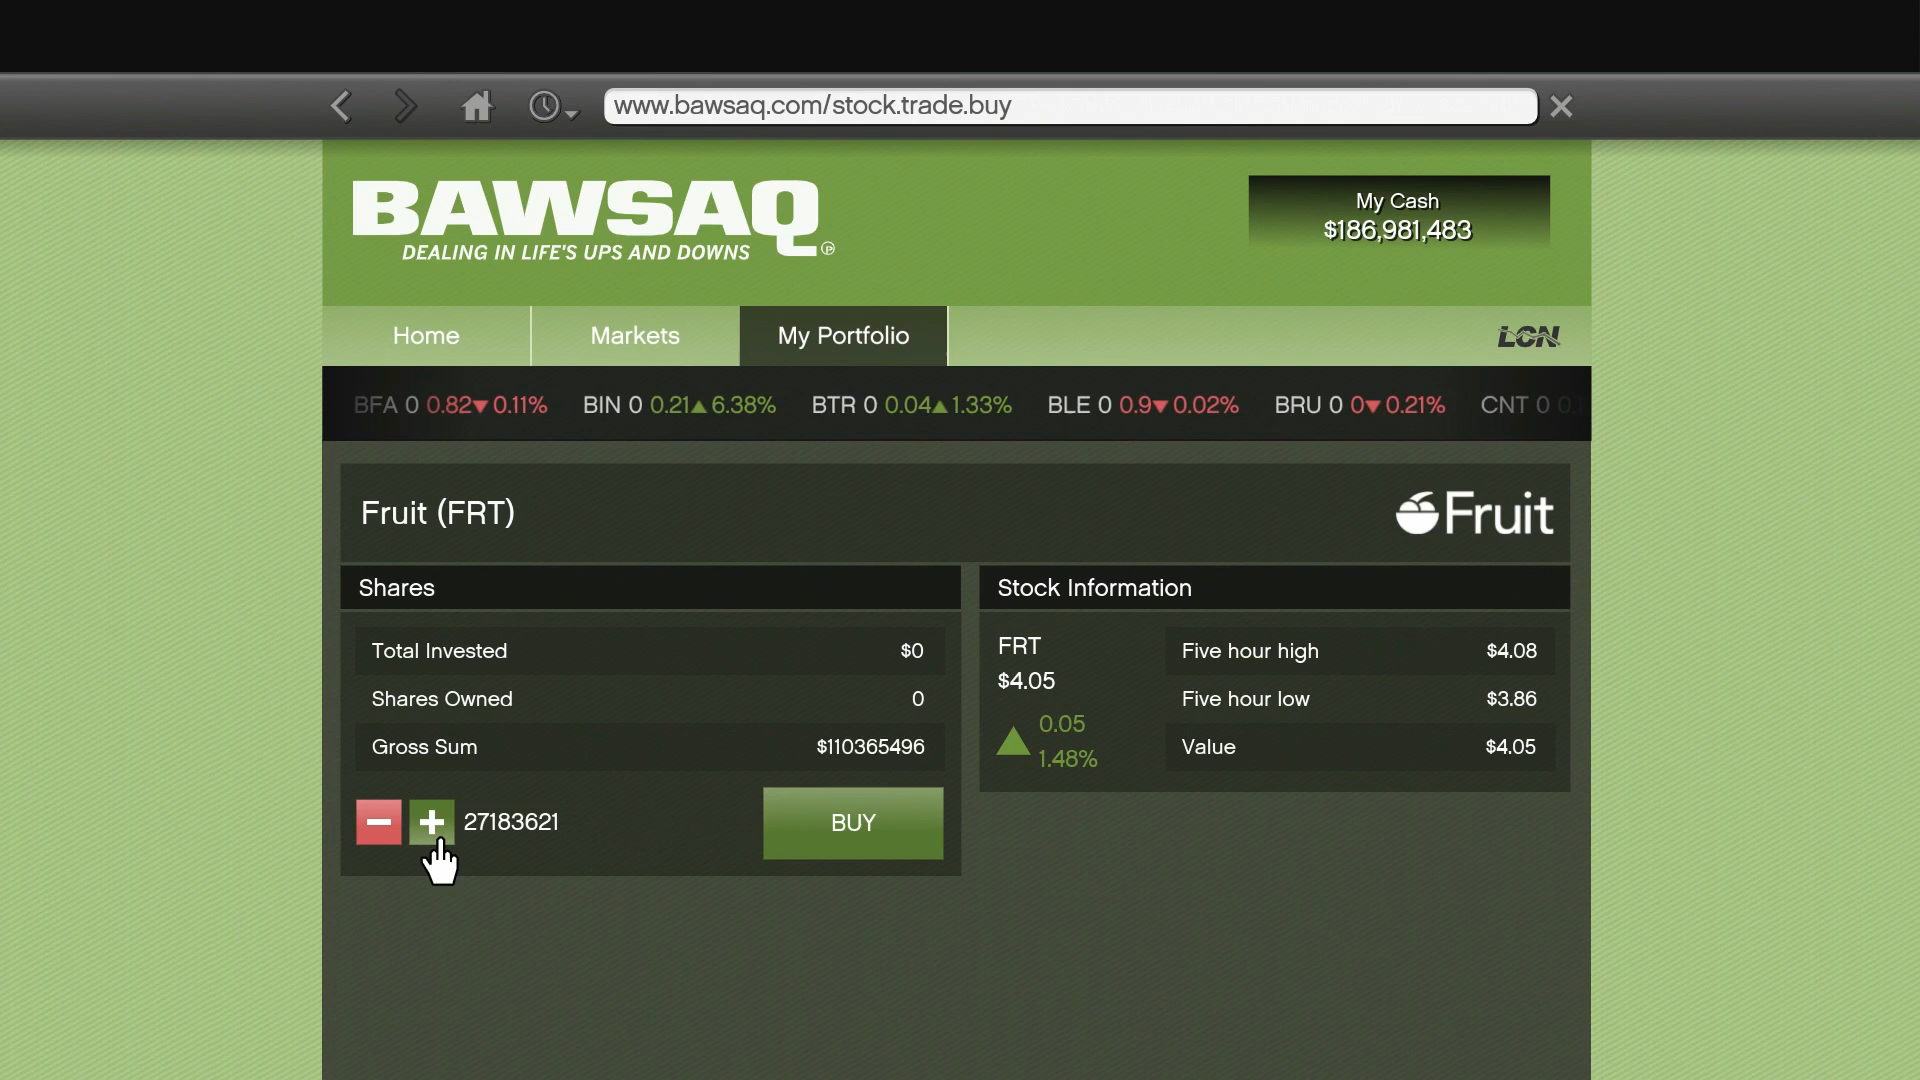 www.bawsaq.com/stock.trade.buy
BAWSAQ
DEALING IN LIFE'S UPS AND DOWNS ℗
My Cash
$186,981,483
Home Markets My Portfolio LCN
BFA 0 0.82▼0.11% BIN 0 0.21▲6.38% BTR 0 0.04▲1.33% BLE 0 0.9▼0.02% BRU 0 0▼0.21% CNT 0
Fruit (FRT) Fruit
Shares
Total Invested $0
Shares Owned 0
Gross Sum $110365496
27183621 BUY
Stock Information
FRT
$4.05
0.05
1.48%
Five hour high $4.08
Five hour low $3.86
Value $4.05